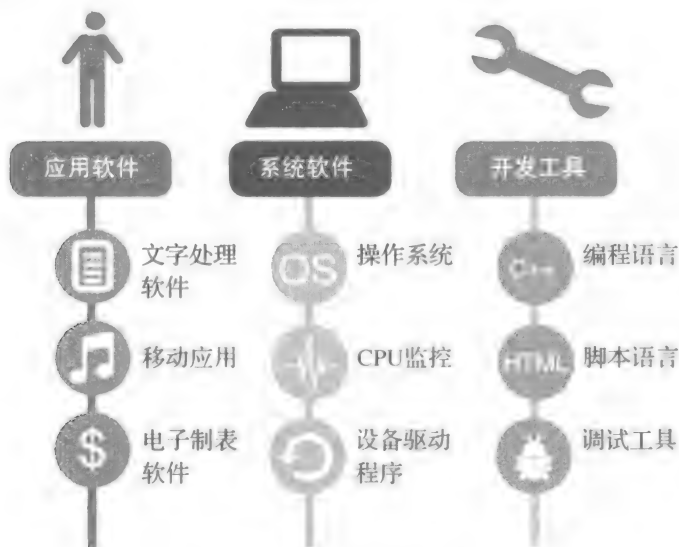 应用软件
系统软件
开发工具
文字处理
软件
移动应用
$
电子制表
软件
OS
操作系统
CPU监控
设备驱动
程序
C++
编程语言
HTML
脚本语言
调试工具